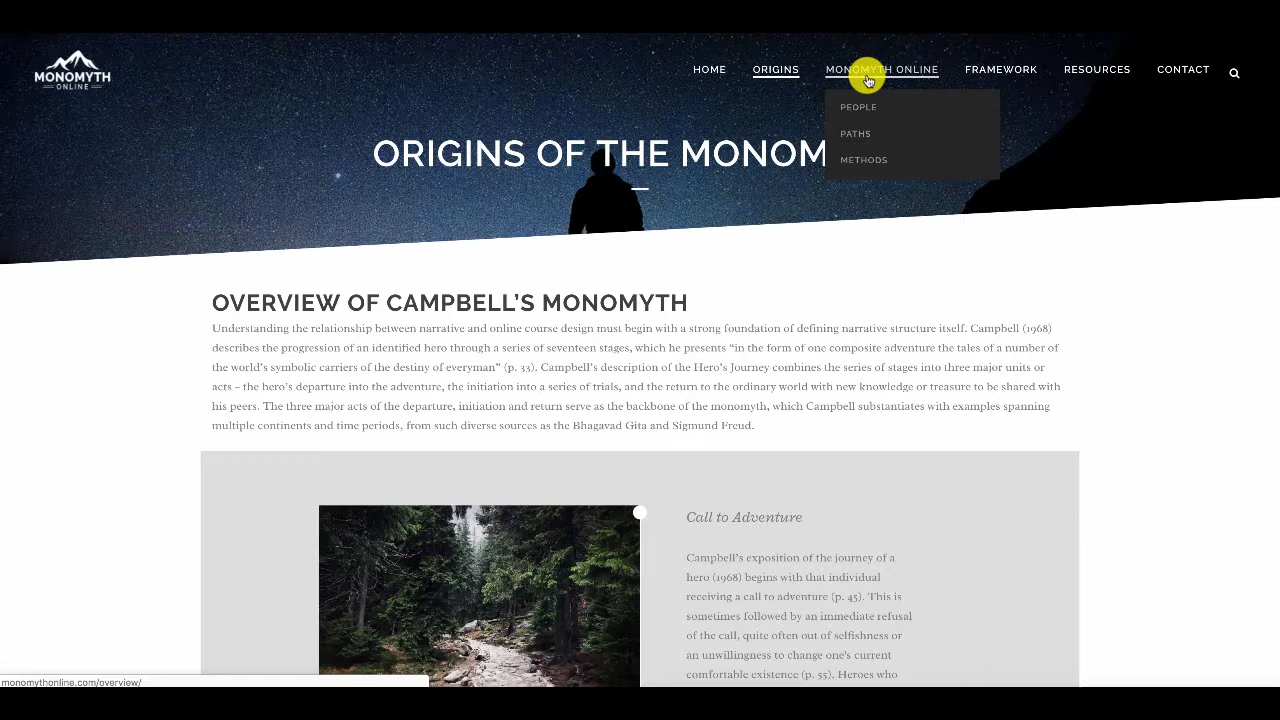 MONOMYTH
ONLINE
HOME ORIGINS MONOMYTH ONLINE FRAMEWORK RESOURCES CONTACT
PEOPLE
PATHS
METHODS
ORIGINS OF THE MONOM
OVERVIEW OF CAMPBELL’S MONOMYTH
Understanding the relationship between narrative and online course design must begin with a strong foundation of defining narrative structure itself. Campbell (1968)
describes the progression of an identified hero through a series of seventeen stages, which he presents “in the form of one composite adventure the tales of a number of
the world’s symbolic carriers of the destiny of everyman” (p. 33). Campbell’s description of the Hero’s Journey combines the series of stages into three major units or
acts – the hero’s departure into the adventure, the initiation into a series of trials, and the return to the ordinary world with new knowledge or treasure to be shared with
his peers. The three major acts of the departure, initiation and return serve as the backbone of the monomyth, which Campbell substantiates with examples spanning
multiple continents and time periods, from such diverse sources as the Bhagavad Gita and Sigmund Freud.
Call to Adventure
Campbell’s exposition of the journey of a
hero (1968) begins with that individual
receiving a call to adventure (p. 45). This is
sometimes followed by an immediate refusal
of the call, quite often out of selfishness or
an unwillingness to change one's current
comfortable existence (p. 55). Heroes who
monomythonline.com/overview/